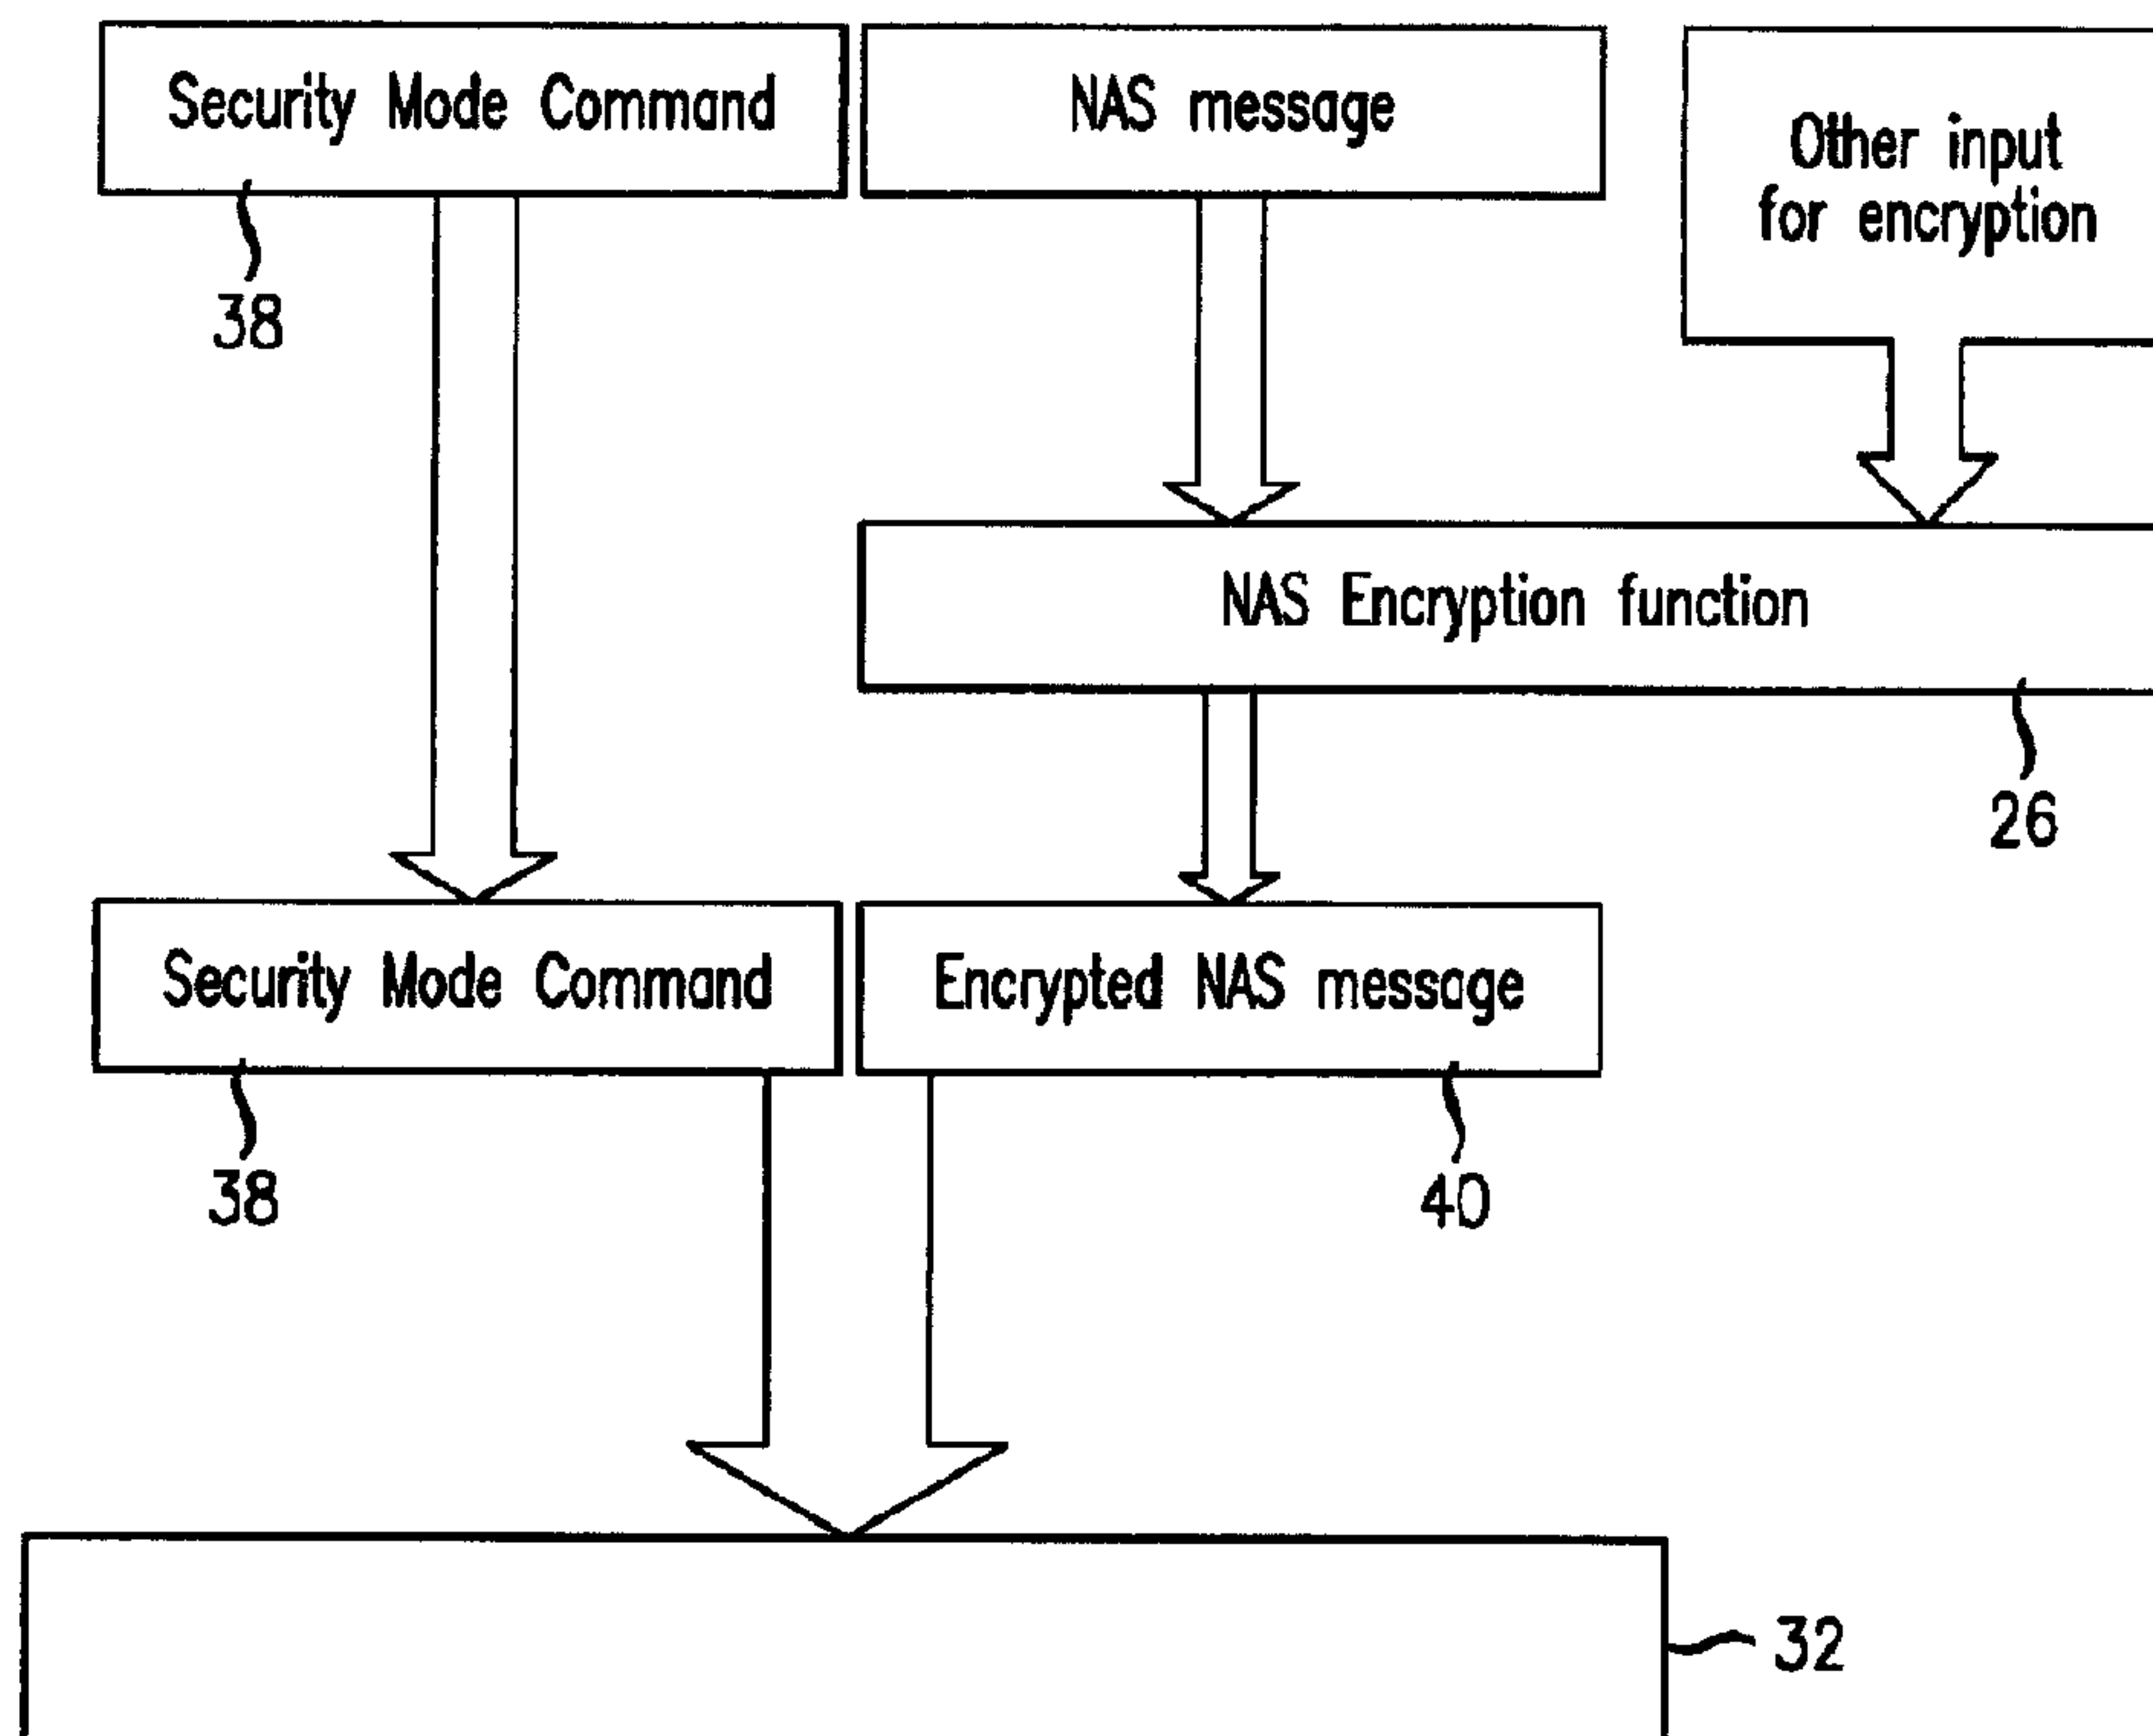 Security Mode Command
NAS message
Other input
for encryption
38
NAS Encryption function
26
Security Mode Command
Encrypted NAS message
38
40
32